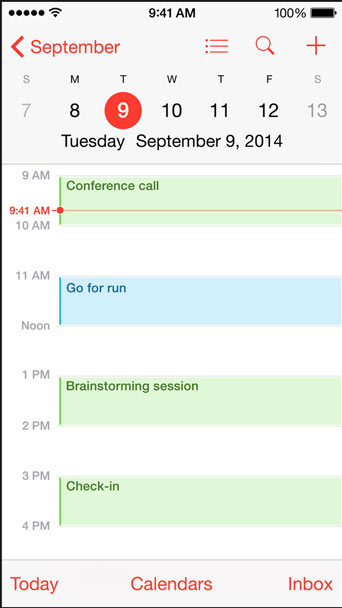 9:41 AM 100%
September
S M T W T F S
7 8 9 10 11 12 13
Tuesday September 9, 2014
9 AM
Conference call
9:41 AM
10 AM
11 AM
Go for run
Noon
1 PM
Brainstorming session
2 PM
3 PM
Check-in
4 PM
Today Calendars Inbox